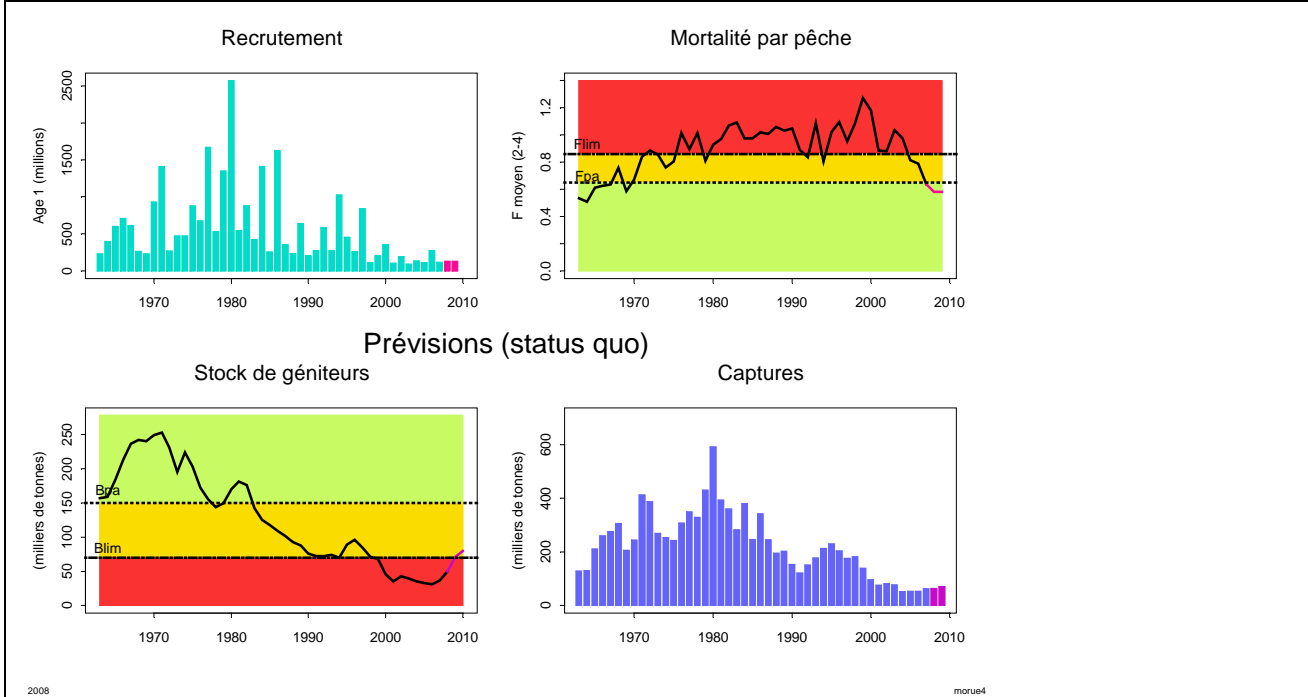 Recrutement
Mortalité par pêche
Age 1 (millions)
0
500
1500
2500
1970
1980
1990
2000
2010
F moyen (2-4)
0.0
0.4
0.8
1.2
Flim
Fpa
1970
1980
1990
2000
2010
Prévisions (status quo)
Stock de géniteurs
Captures
(milliers de tonnes)
0
50
100
150
200
250
Bpa
Blim
1970
1980
1990
2000
2010
(milliers de tonnes)
0
200
400
600
1970
1980
1990
2000
2010
2008
morue4